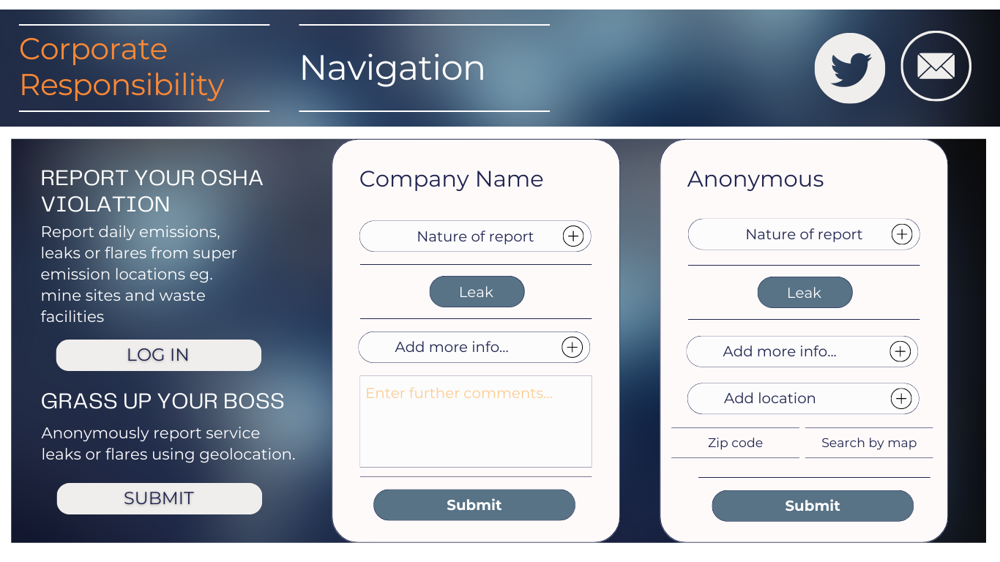 Corporate
Responsibility
Navigation
REPORT YOUR OSHA
VIOLATION
Report daily emissions,
leaks or flares from super
emission locations eg.
mine sites and waste
facilities
LOG IN
GRASS UP YOUR BOSS
Anonymously report service
leaks or flares using geolocation.
SUBMIT
Company Name
Nature of report
Leak
Add more info...
Enter further comments...
Submit
Anonymous
Nature of report
Leak
Add more info...
Add location
Zip code
Search by map
Submit